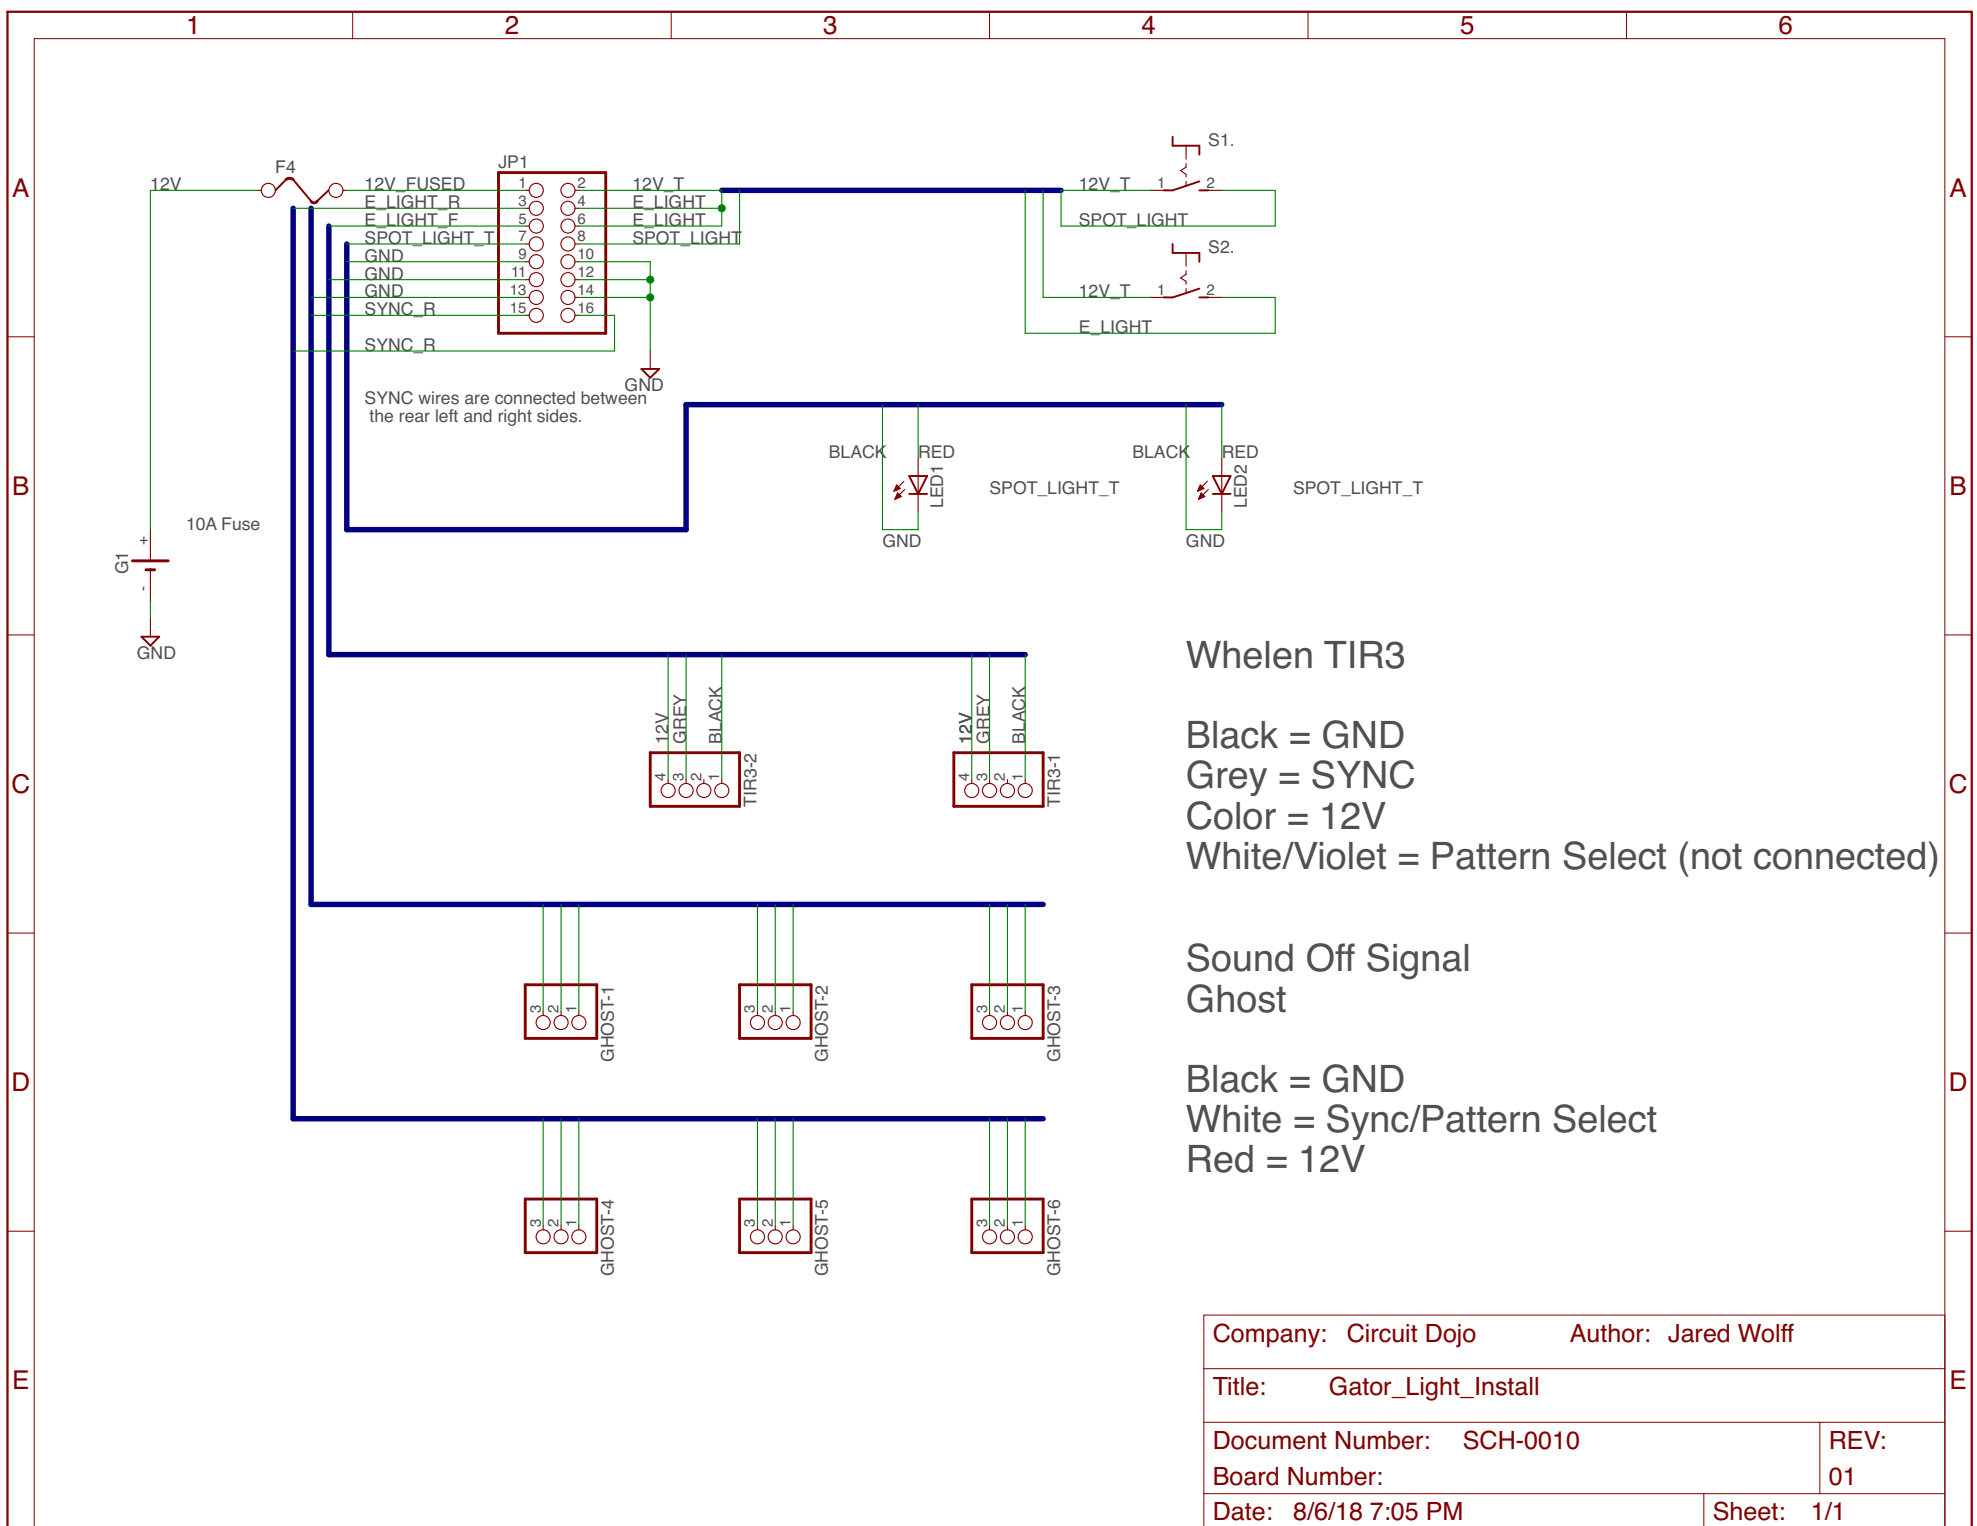 1 2 3 4 5 6
A A
B B
C C
D D
E E
12V
F4
10A Fuse
G1
+
-
GND
JP1
12V_FUSED 1 2 12V_T
E_LIGHT_R 3 4 E_LIGHT
E_LIGHT_F 5 6 E_LIGHT
SPOT_LIGHT_T 7 8 SPOT_LIGHT
GND 9 10
GND 11 12
GND 13 14
SYNC_R 15 16
SYNC_R
GND
SYNC wires are connected between
the rear left and right sides.
S1.
12V_T 1 2
SPOT_LIGHT
S2.
12V_T 1 2
E_LIGHT
BLACK RED
LED1
SPOT_LIGHT_T
GND
BLACK RED
LED2
SPOT_LIGHT_T
GND
12V GREY BLACK
4 3 2 1
TIR3-2
12V GREY BLACK
4 3 2 1
TIR3-1
Whelen TIR3
Black = GND
Grey = SYNC
Color = 12V
White/Violet = Pattern Select (not connected)
3 2 1
GHOST-1
3 2 1
GHOST-2
3 2 1
GHOST-3
Sound Off Signal
Ghost
Black = GND
White = Sync/Pattern Select
Red = 12V
3 2 1
GHOST-4
3 2 1
GHOST-5
3 2 1
GHOST-6
Company: Circuit Dojo Author: Jared Wolff
Title: Gator_Light_Install
Document Number: SCH-0010 REV:
Board Number: 01
Date: 8/6/18 7:05 PM Sheet: 1/1